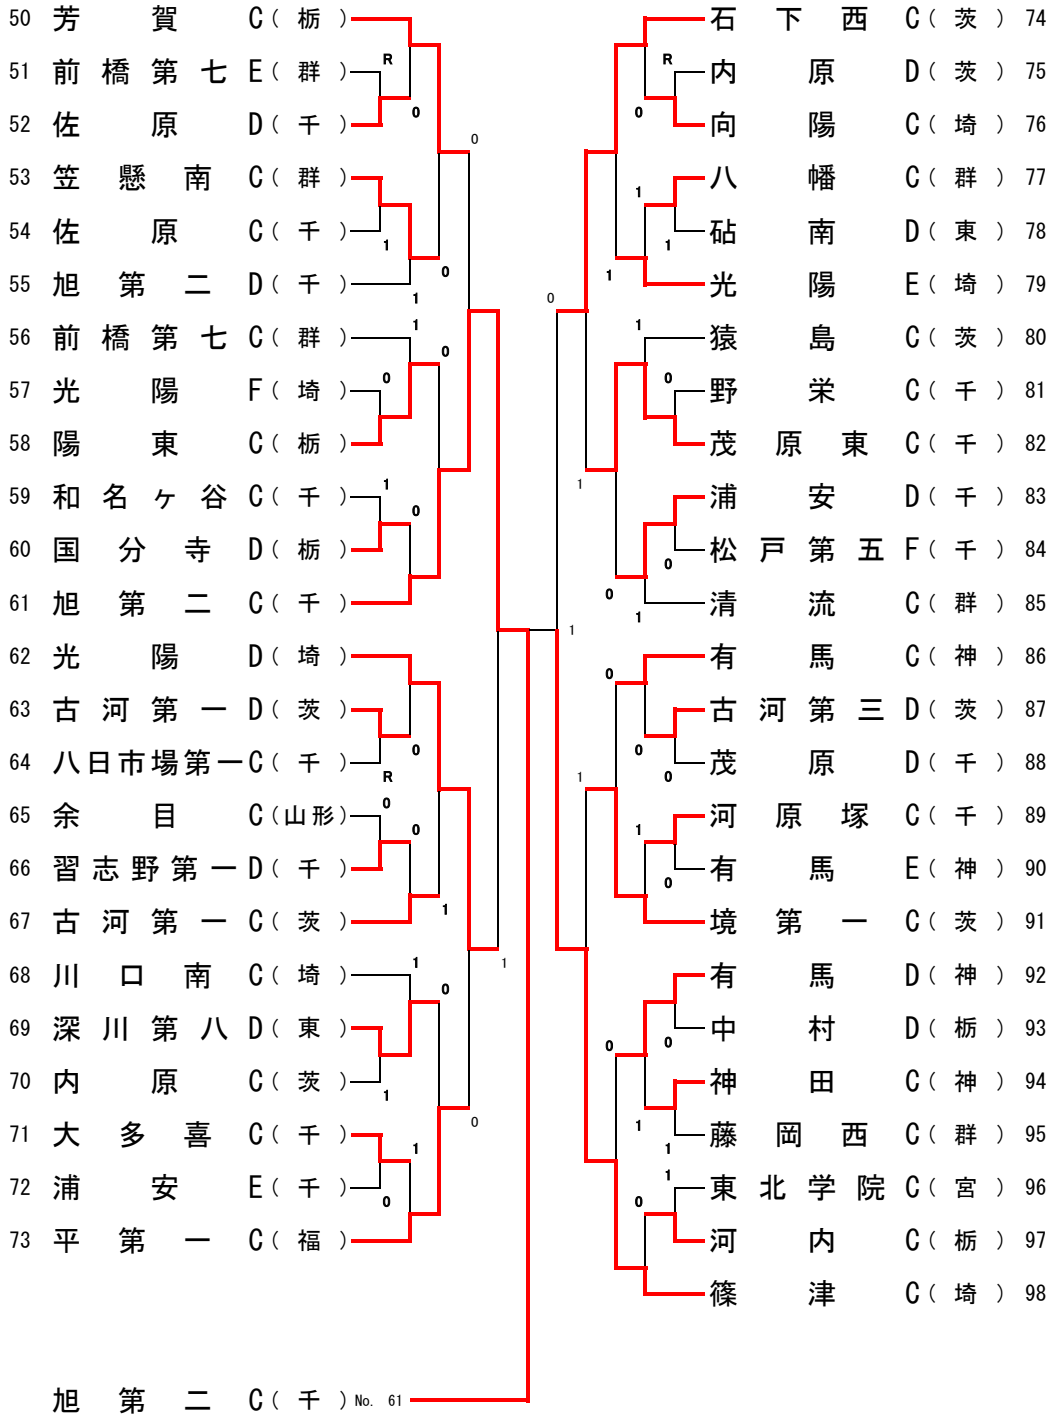 50 芳賀 C(栃)
51 前橋第七 E(群)
52 佐原 D(千)
53 笠懸南 C(群)
54 佐原 C(千)
55 旭第二 D(千)
56 前橋第七 C(群)
57 光陽 F(埼)
58 陽東 C(栃)
59 和名ヶ谷 C(千)
60 国分寺 D(栃)
61 旭第二 C(千)
62 光陽 D(埼)
63 古河第一 D(茨)
64 八日市場第一 C(千)
65 余目 C(山形)
66 習志野第一 D(千)
67 古河第一 C(茨)
68 川口南 C(埼)
69 深川第八 D(東)
70 内原 C(茨)
71 大多喜 C(千)
72 浦安 E(千)
73 平第一 C(福)
R
0
0
1
0
1
1
0
0
1
0
0
R
0
0
1
1
0
1
1
0
0
1
0
1
0
1
R
0
1
1
1
1
0
1
0
0
1
0
0
0
1
1
0
0
0
1
1
1
0
石下西 C(茨) 74
内原 D(茨) 75
向陽 C(埼) 76
八幡 C(群) 77
砧南 D(東) 78
光陽 E(埼) 79
猿島 C(茨) 80
野栄 C(千) 81
茂原東 C(千) 82
浦安 D(千) 83
松戸第五 F(千) 84
清流 C(群) 85
有馬 C(神) 86
古河第三 D(茨) 87
茂原 D(千) 88
河原塚 C(千) 89
有馬 E(神) 90
境第一 C(茨) 91
有馬 D(神) 92
中村 D(栃) 93
神田 C(神) 94
藤岡西 C(群) 95
東北学院 C(宮) 96
河内 C(栃) 97
篠津 C(埼) 98
旭第二 C(千) No. 61